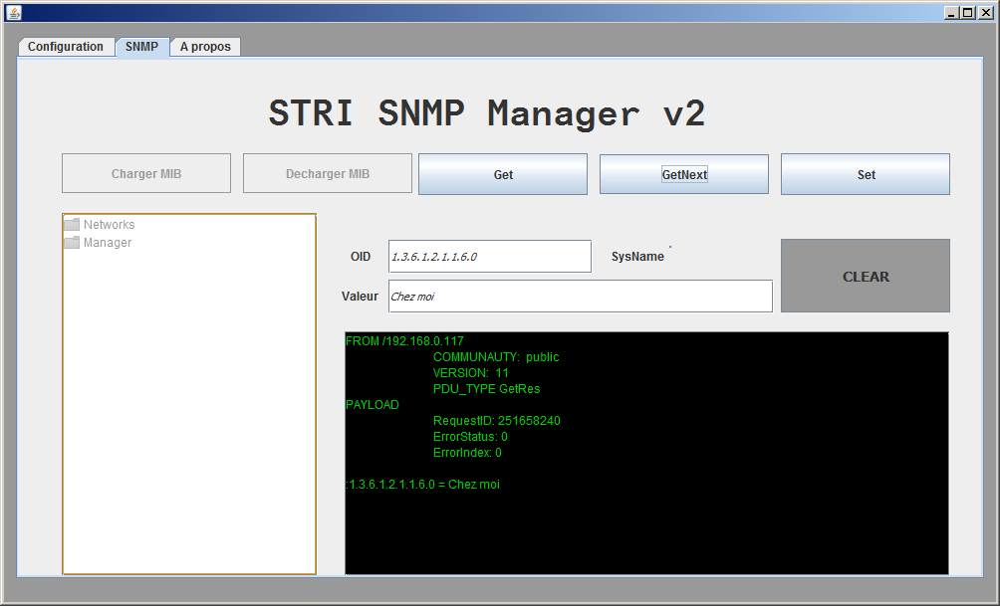 Configuration
SNMP
A propos
STRI SNMP Manager v2
Charger MIB
Decharger MIB
Get
GetNext
Set
Networks
Manager
OID
1.3.6.1.2.1.1.6.0
SysName
CLEAR
Valeur
Chez moi
FROM /192.168.0.117
COMMUNAUTY: public
VERSION: 11
PDU_TYPE GetRes
PAYLOAD
RequestID: 251658240
ErrorStatus: 0
ErrorIndex: 0
:1.3.6.1.2.1.1.6.0 = Chez moi